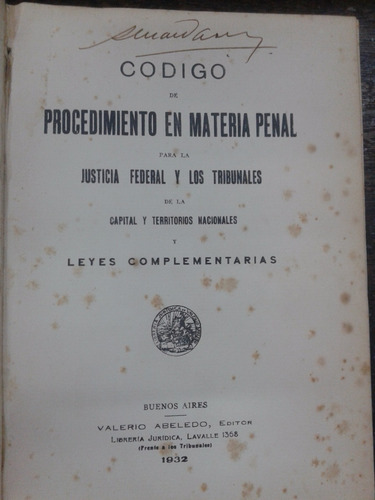 CODIGO
DE
PROCEDIMIENTO EN MATERIA PENAL
PARA LA
JUSTICIA FEDERAL Y LOS TRIBUNALES
DE LA
CAPITAL Y TERRITORIOS NACIONALES
Y
LEYES COMPLEMENTARIAS
BUENOS AIRES
VALERIO ABELEDO, EDITOR
LIBRERÍA JURÍDICA, LAVALLE 1368
(Frente a los Tribunales)
1932